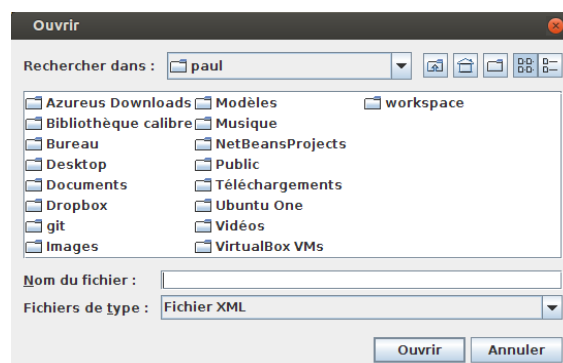 Ouvrir
Rechercher dans : paul
Azureus Downloads Modèles workspace
Bibliothèque calibre Musique
Bureau NetBeansProjects
Desktop Public
Documents Téléchargements
Dropbox Ubuntu One
git Vidéos
Images VirtualBox VMs
Nom du fichier :
Fichiers de type : Fichier XML
Ouvrir Annuler